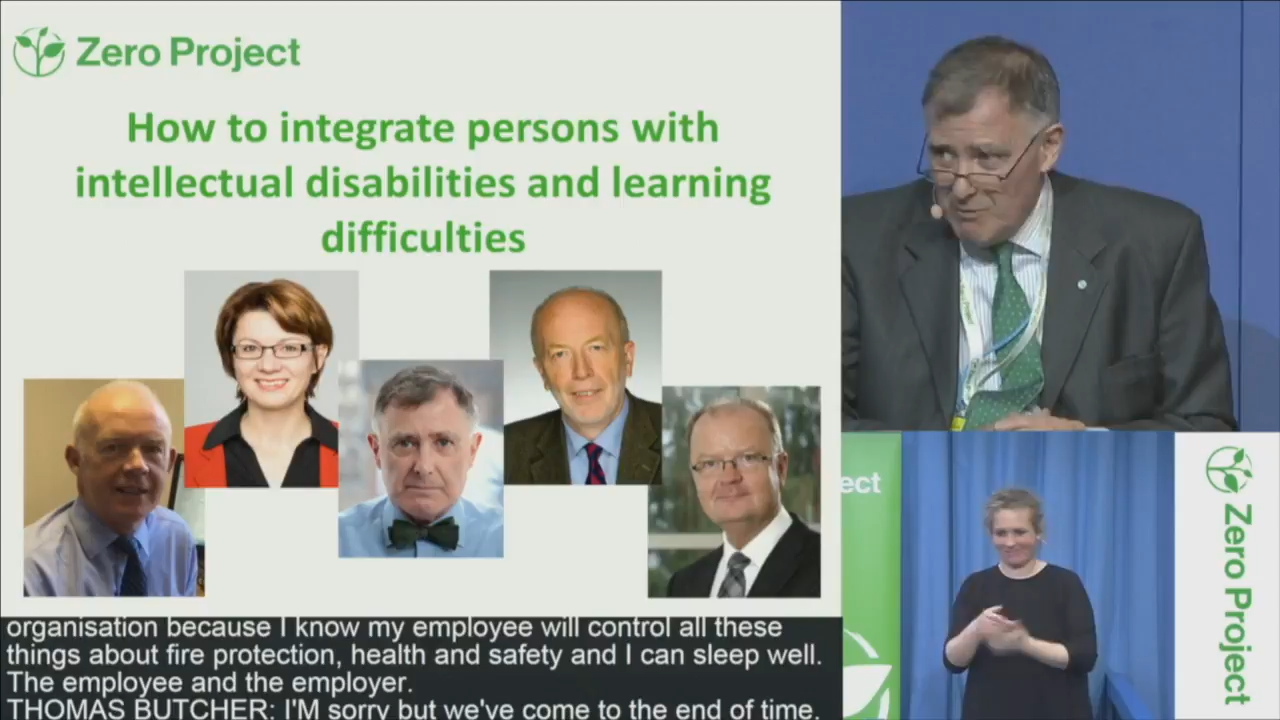 Zero Project
How to integrate persons with
intellectual disabilities and learning
difficulties
organisation because I know my employee will control all these
things about fire protection, health and safety and I can sleep well.
The employee and the employer.
THOMAS BUTCHER: I'M sorry but we've come to the end of time.
ect
Zero Project